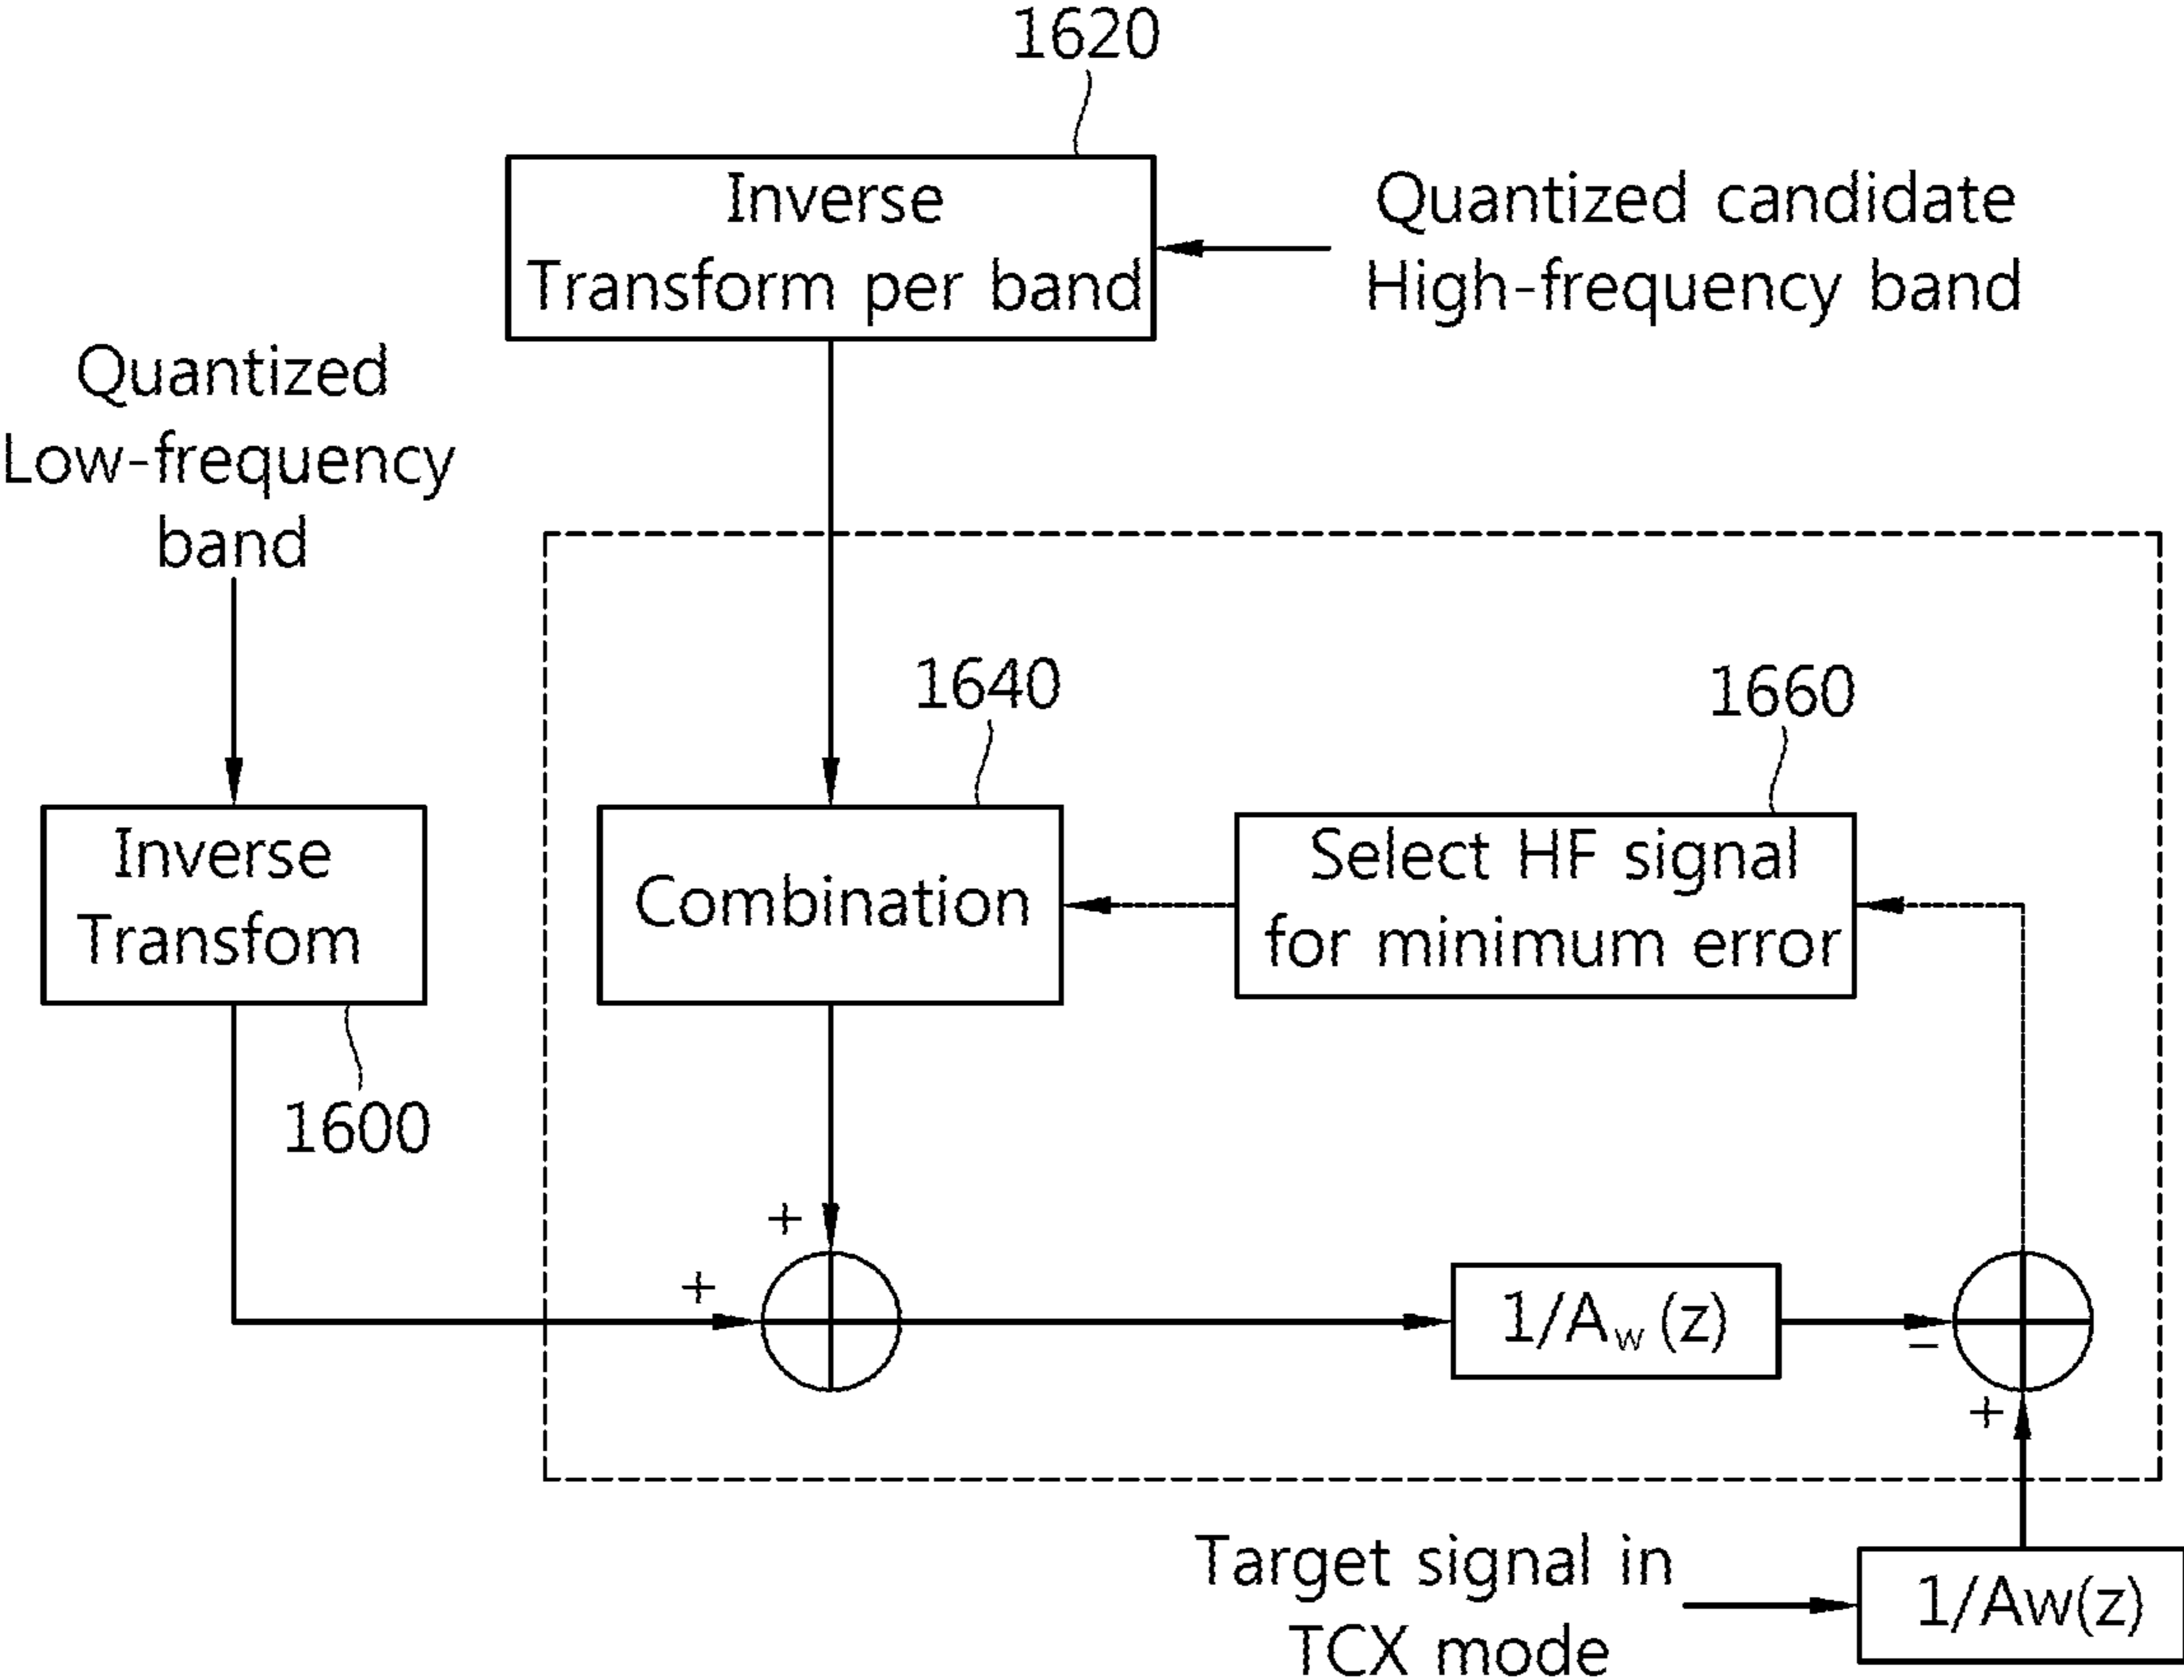 1620
Inverse
Transform per band
Quantized candidate
High-frequency band
Quantized
Low-frequency
band
1640
1660
Inverse
Transfom
Combination
Select HF signal
for minimum error
1600
+
+
1/Aw(z)
−
+
Target signal in
TCX mode
1/Aw(z)